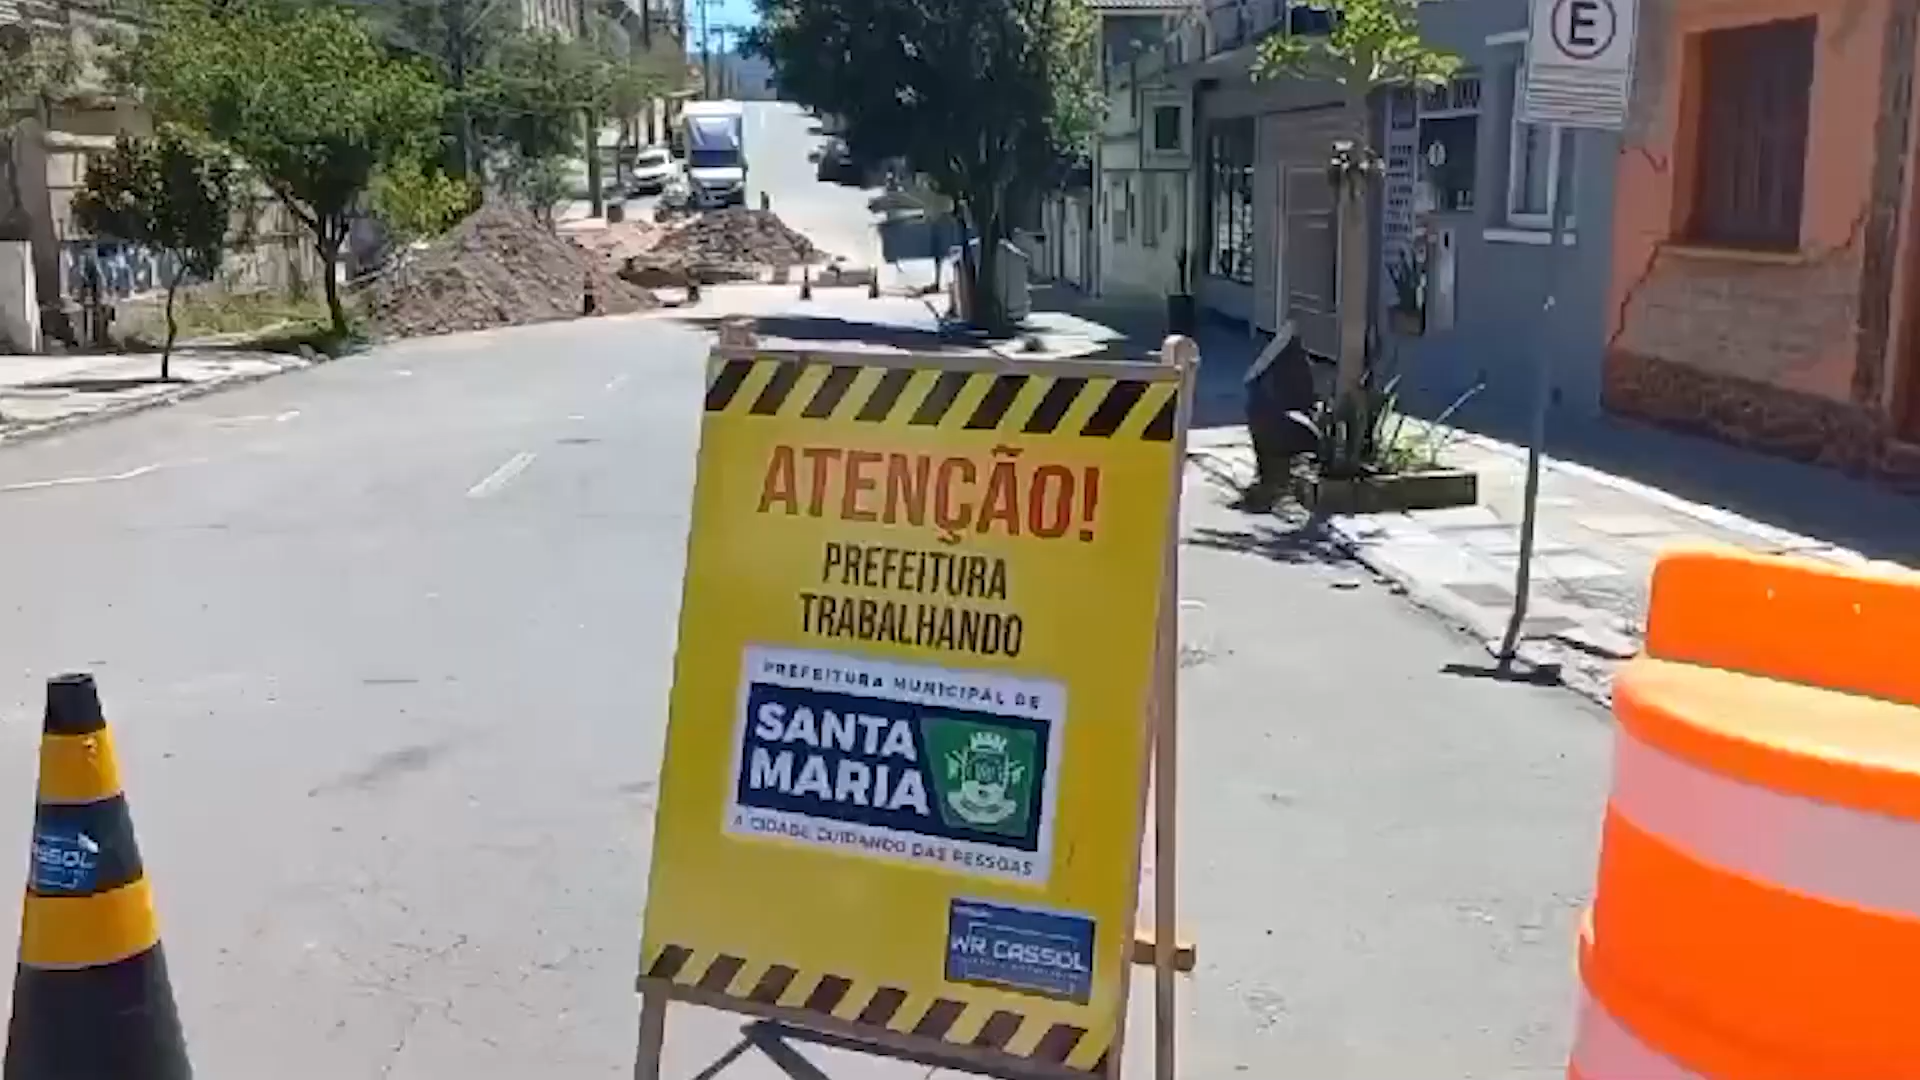 E
ATENÇÃO!
PREFEITURA
TRABALHANDO
PREFEITURA MUNICIPAL DE
SANTA
MARIA
A CIDADE CUIDANDO DAS PESSOAS
WR CASSOL